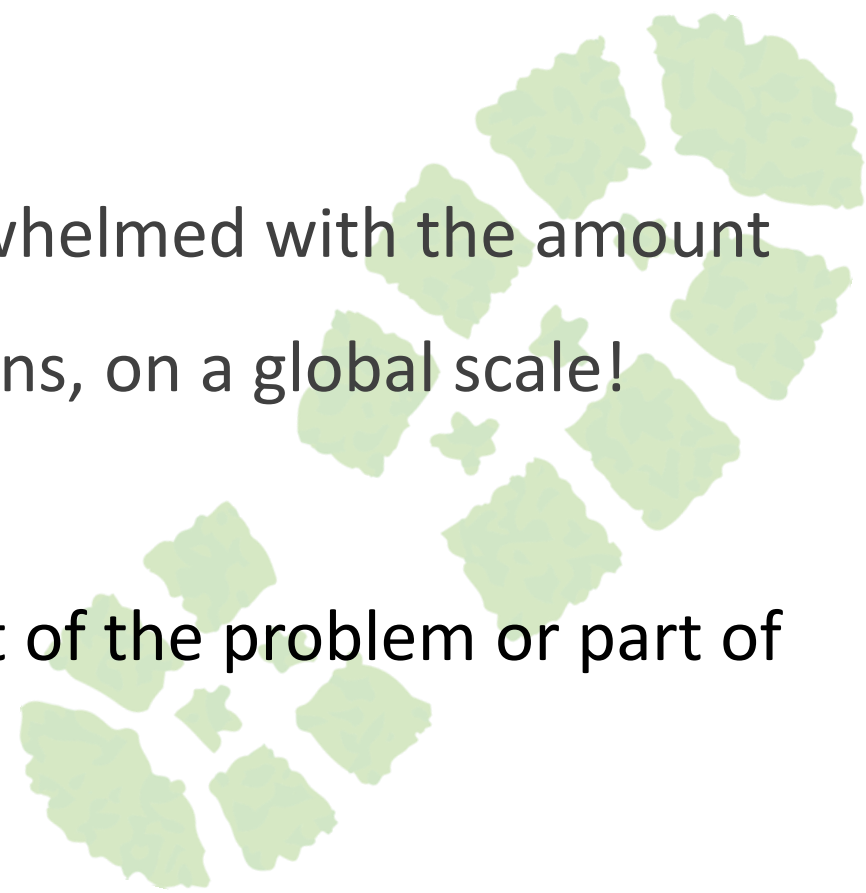 whelmed with the amount
ns, on a global scale!
t of the problem or part of